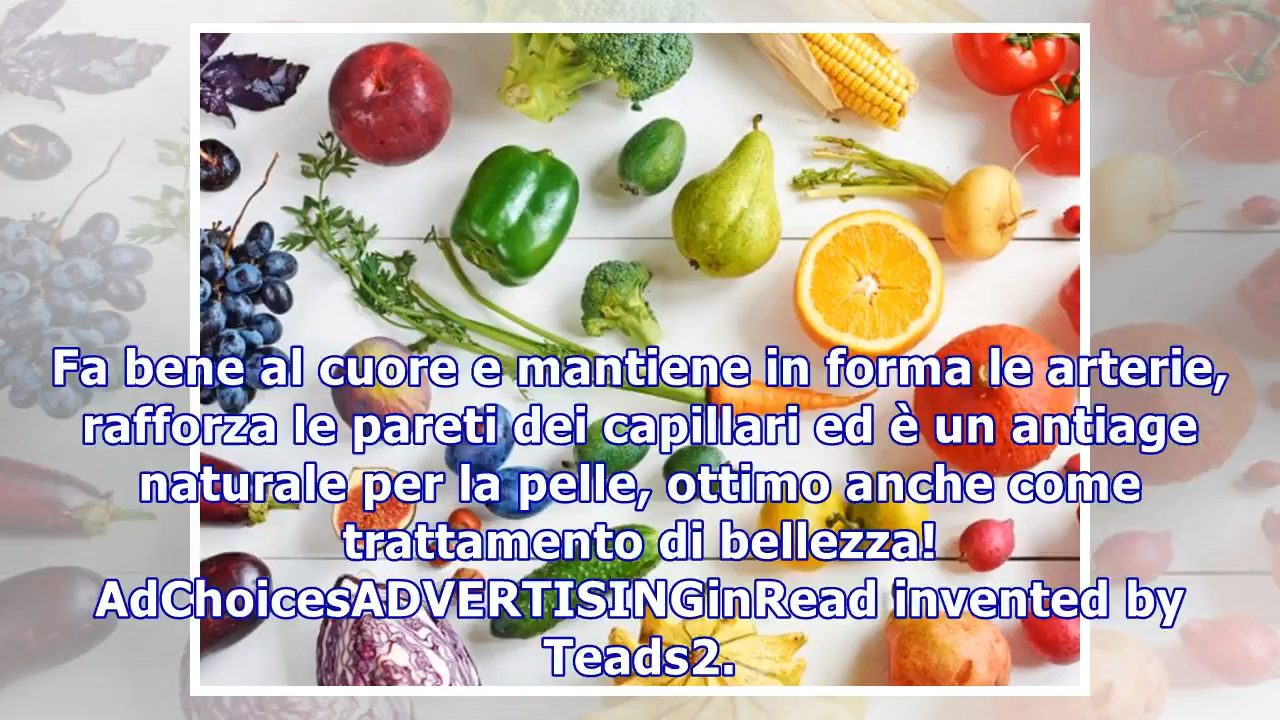 Fa bene al cuore e mantiene in forma le arterie,
rafforza le pareti dei capillari ed è un antiage
naturale per la pelle, ottimo anche come
trattamento di bellezza!
AdChoicesADVERTISINGinRead invented by
Teads2.